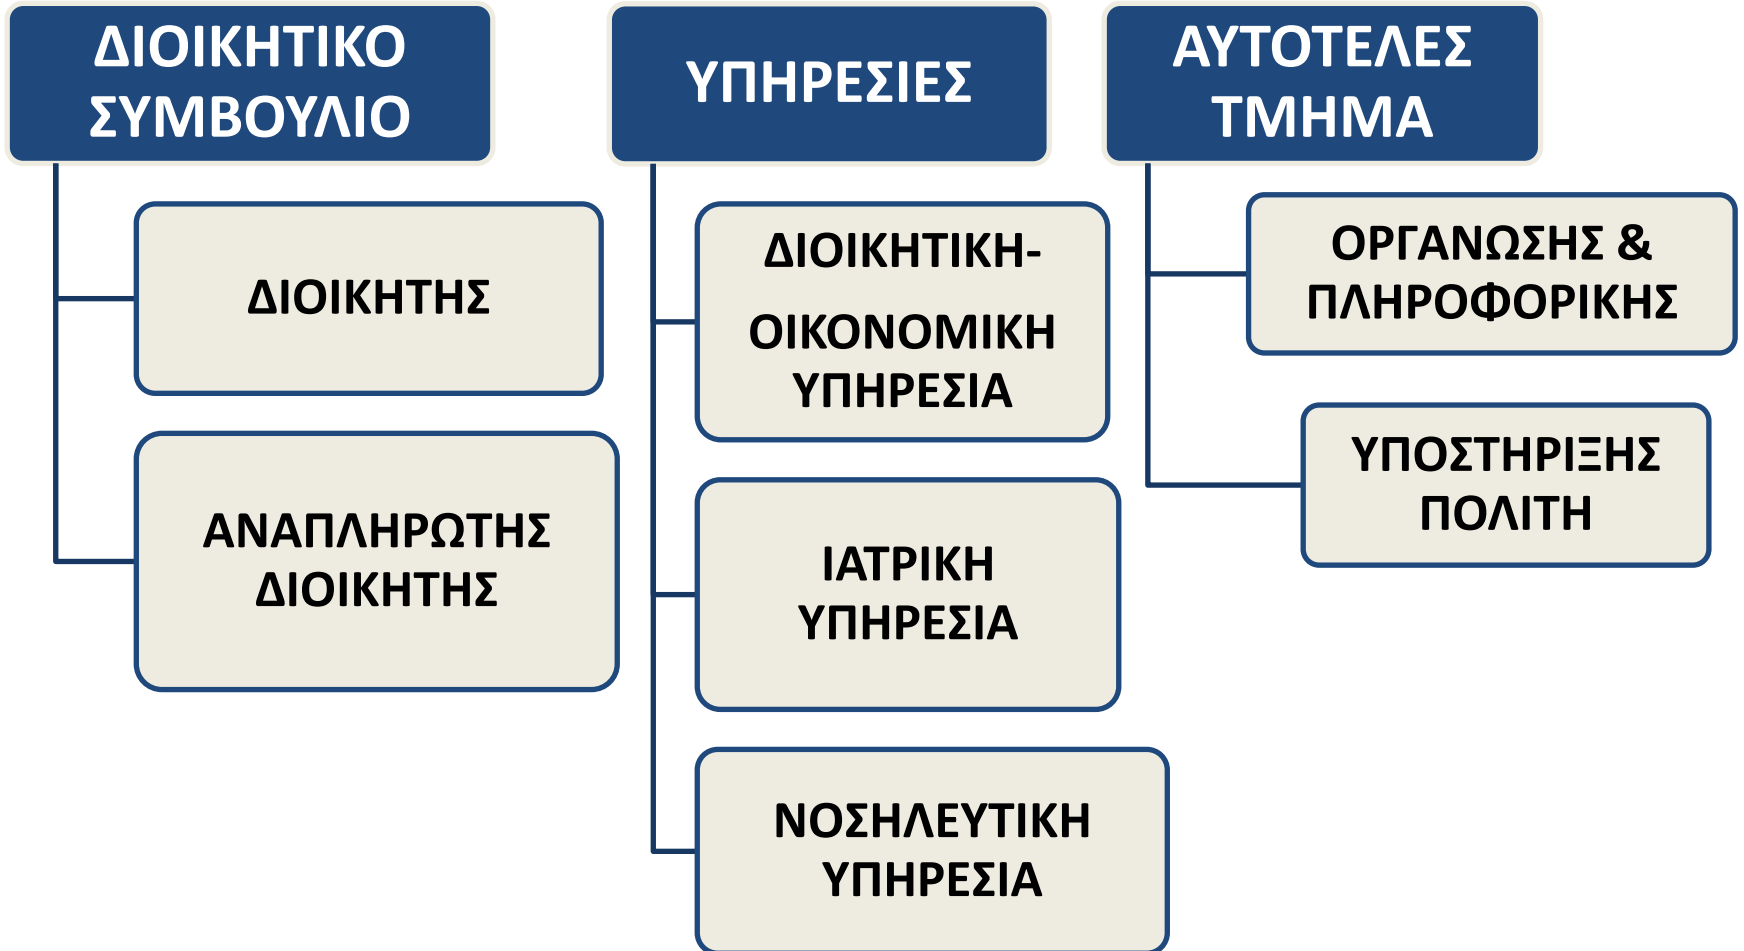 ΔΙΟΙΚΗΤΙΚΟ
ΣΥΜΒΟΥΛΙΟ
ΔΙΟΙΚΗΤΗΣ
ΑΝΑΠΛΗΡΩΤΗΣ
ΔΙΟΙΚΗΤΗΣ
ΥΠΗΡΕΣΙΕΣ
ΔΙΟΙΚΗΤΙΚΗ-
ΟΙΚΟΝΟΜΙΚΗ
ΥΠΗΡΕΣΙΑ
ΙΑΤΡΙΚΗ
ΥΠΗΡΕΣΙΑ
ΝΟΣΗΛΕΥΤΙΚΗ
ΥΠΗΡΕΣΙΑ
ΑΥΤΟΤΕΛΕΣ
ΤΜΗΜΑ
ΟΡΓΑΝΩΣΗΣ &
ΠΛΗΡΟΦΟΡΙΚΗΣ
ΥΠΟΣΤΗΡΙΞΗΣ
ΠΟΛΙΤΗ